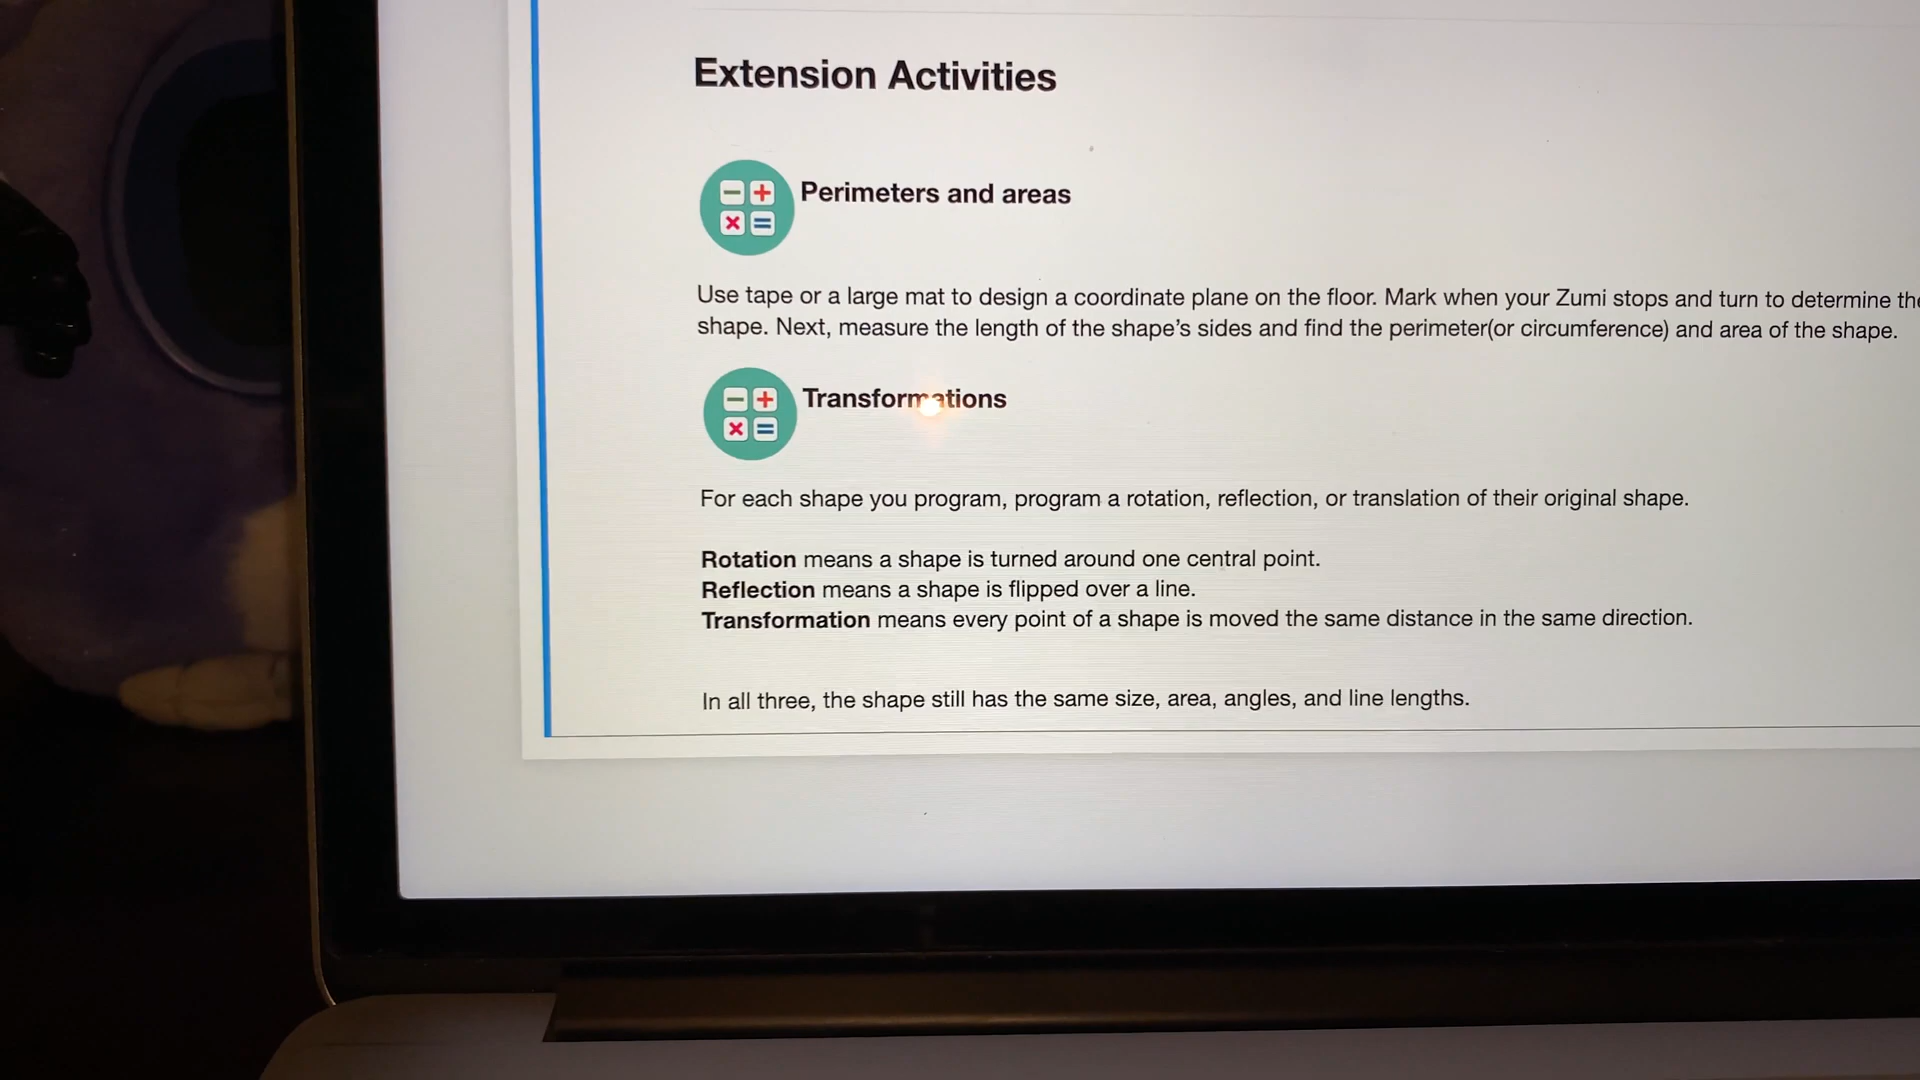 Extension Activities
Perimeters and areas
Use tape or a large mat to design a coordinate plane on the floor. Mark when your Zumi stops and turn to determine the
shape. Next, measure the length of the shape’s sides and find the perimeter(or circumference) and area of the shape.
Transformations
For each shape you program, program a rotation, reflection, or translation of their original shape.
Rotation means a shape is turned around one central point.
Reflection means a shape is flipped over a line.
Transformation means every point of a shape is moved the same distance in the same direction.
In all three, the shape still has the same size, area, angles, and line lengths.